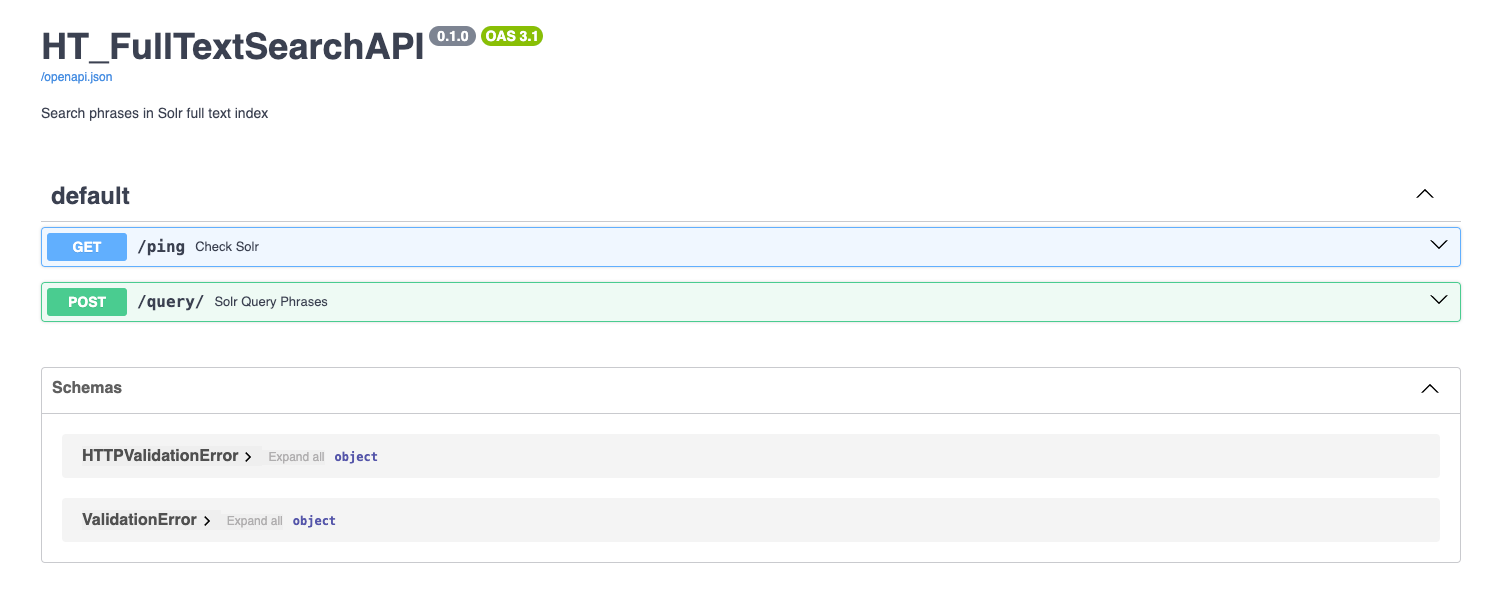 HT_FullTextSearchAPI 0.1.0 OAS 3.1
/openapi.json
Search phrases in Solr full text index
default
GET /ping Check Solr
POST /query/ Solr Query Phrases
Schemas
HTTPValidationError Expand all object
ValidationError Expand all object